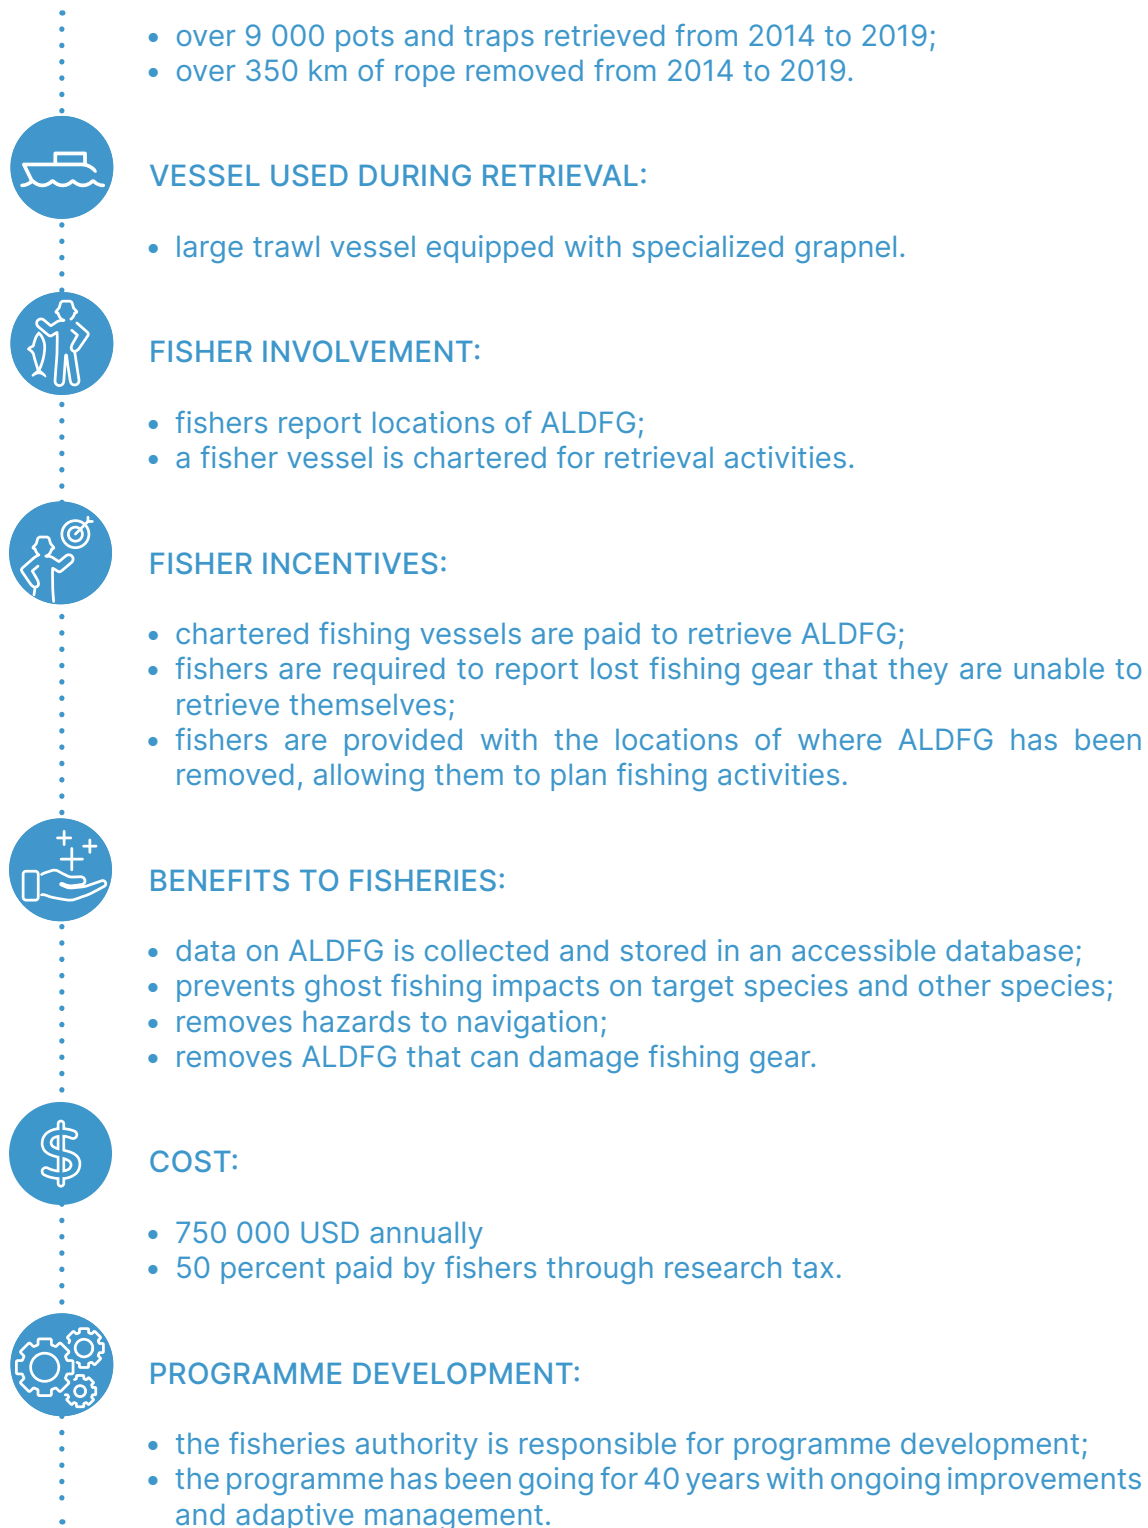 • over 9 000 pots and traps retrieved from 2014 to 2019;
• over 350 km of rope removed from 2014 to 2019.
VESSEL USED DURING RETRIEVAL:
• large trawl vessel equipped with specialized grapnel.
FISHER INVOLVEMENT:
• fishers report locations of ALDFG;
• a fisher vessel is chartered for retrieval activities.
FISHER INCENTIVES:
• chartered fishing vessels are paid to retrieve ALDFG;
• fishers are required to report lost fishing gear that they are unable to
retrieve themselves;
• fishers are provided with the locations of where ALDFG has been
removed, allowing them to plan fishing activities.
BENEFITS TO FISHERIES:
• data on ALDFG is collected and stored in an accessible database;
• prevents ghost fishing impacts on target species and other species;
• removes hazards to navigation;
• removes ALDFG that can damage fishing gear.
COST:
• 750 000 USD annually
• 50 percent paid by fishers through research tax.
PROGRAMME DEVELOPMENT:
• the fisheries authority is responsible for programme development;
• the programme has been going for 40 years with ongoing improvements
and adaptive management.